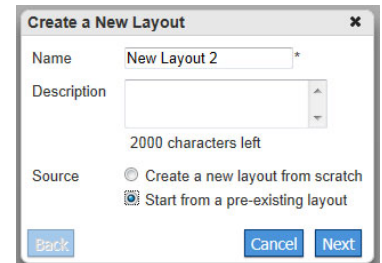 Create a New Layout
Name New Layout 2 *
Description
2000 characters left
Source Create a new layout from scratch
Start from a pre-existing layout
Back Cancel Next